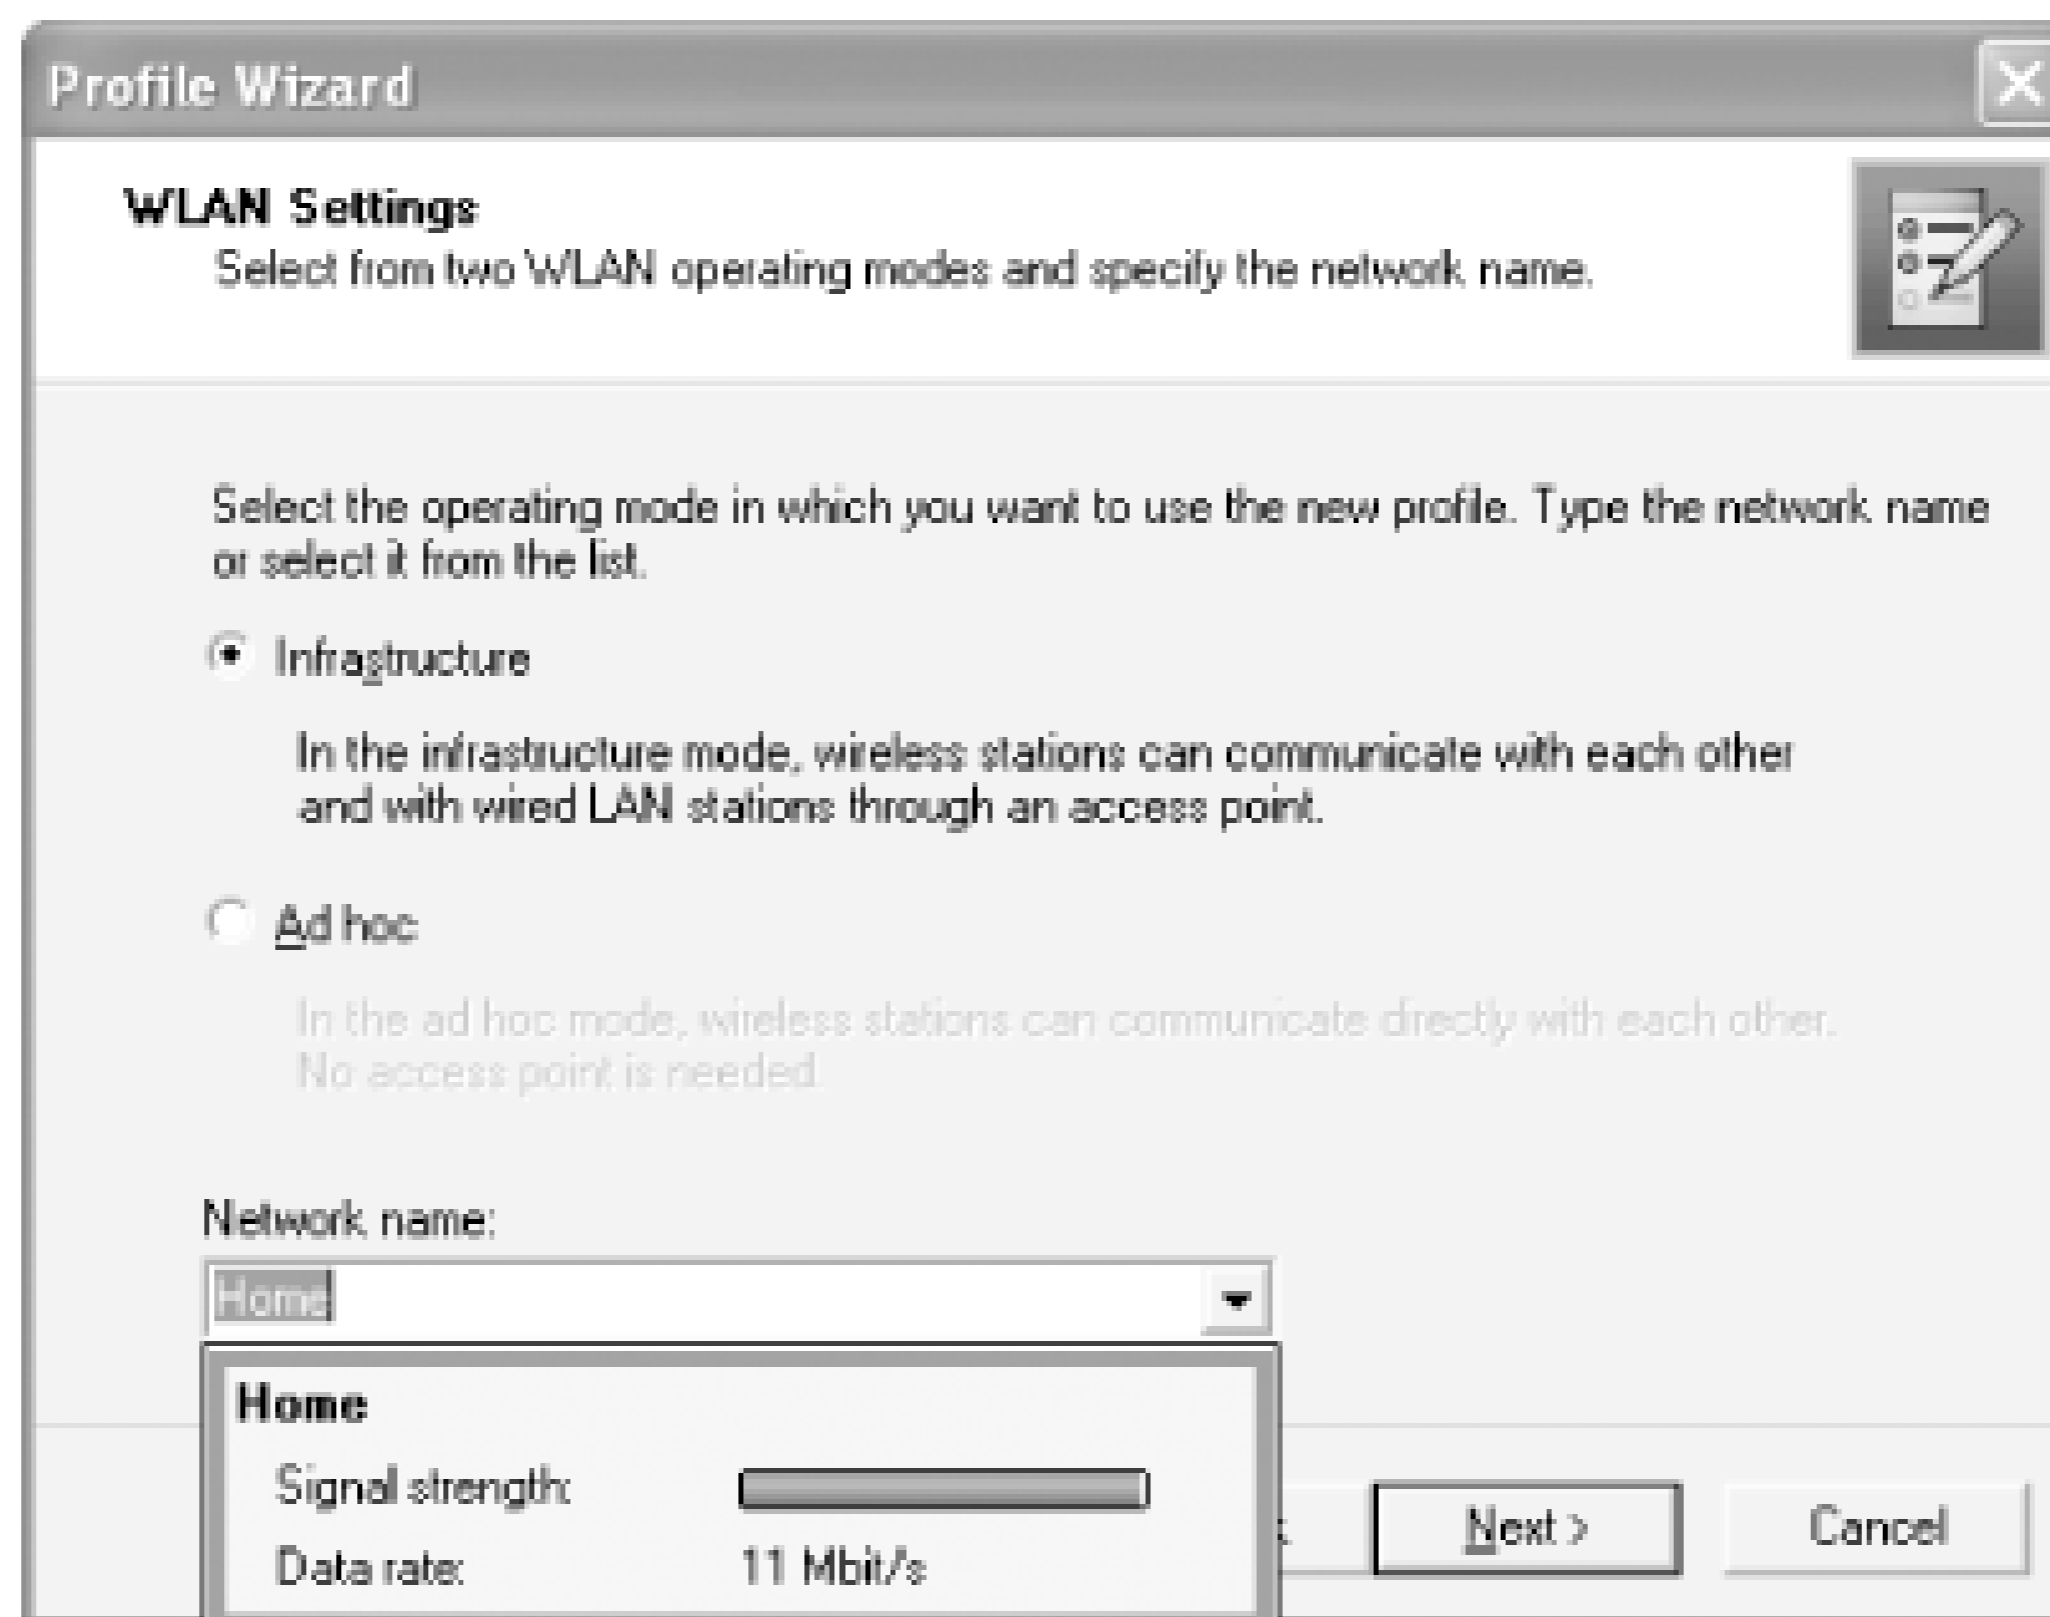 Profile Wizard
WLAN Settings
Select from two WLAN operating modes and specify the network name.
Select the operating mode in which you want to use the new profile. Type the network name
or select it from the list.
Infrastructure
In the infrastructure mode, wireless stations can communicate with each other
and with wired LAN stations through an access point.
Ad hoc
In the ad hoc mode, wireless stations can communicate directly with each other.
No access point is needed.
Network name:
Home
Home
Signal strength:
Data rate: 11 Mbit/s
Next >
Cancel